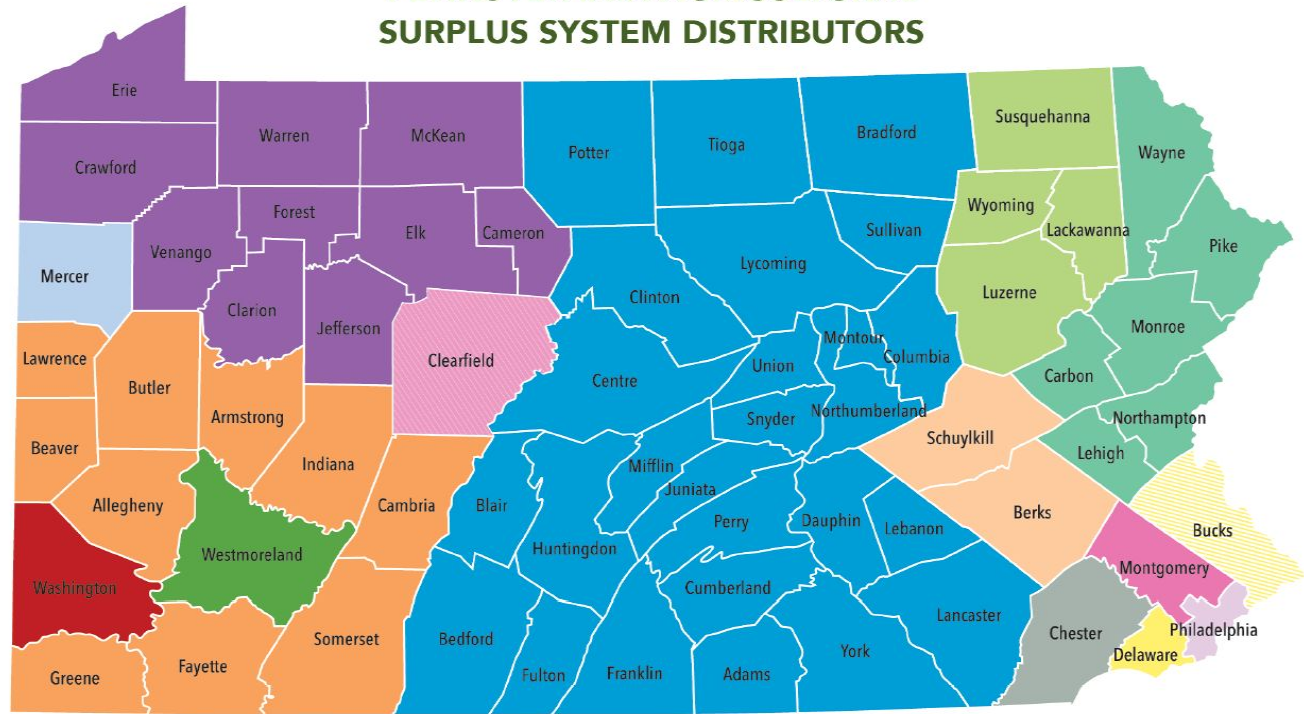 SURPLUS SYSTEM DISTRIBUTORS
Erie
Warren
McKean
Potter
Tioga
Bradford
Susquehanna
Wayne
Crawford
Forest
Elk
Cameron
Venango
Mercer
Clarion
Jefferson
Clearfield
Clinton
Lycoming
Sullivan
Wyoming
Lackawanna
Pike
Luzerne
Monroe
Lawrence
Butler
Armstrong
Centre
Union
Montour
Columbia
Carbon
Northampton
Snyder
Northumberland
Beaver
Indiana
Schuylkill
Lehigh
Allegheny
Cambria
Blair
Mifflin
Juniata
Perry
Dauphin
Lebanon
Berks
Bucks
Westmoreland
Huntingdon
Washington
Cumberland
Montgomery
Lancaster
Chester
Philadelphia
Delaware
Greene
Fayette
Somerset
Bedford
Fulton
Franklin
Adams
York